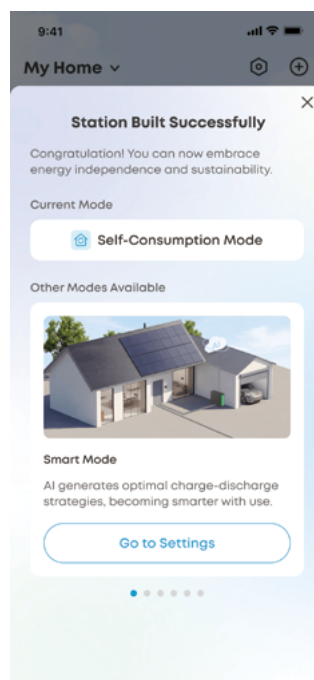 9:41
My Home
Station Built Successfully
Congratulation! You can now embrace
energy independence and sustainability.
Current Mode
Self-Consumption Mode
Other Modes Available
AI
Smart Mode
AI generates optimal charge-discharge
strategies, becoming smarter with use.
Go to Settings